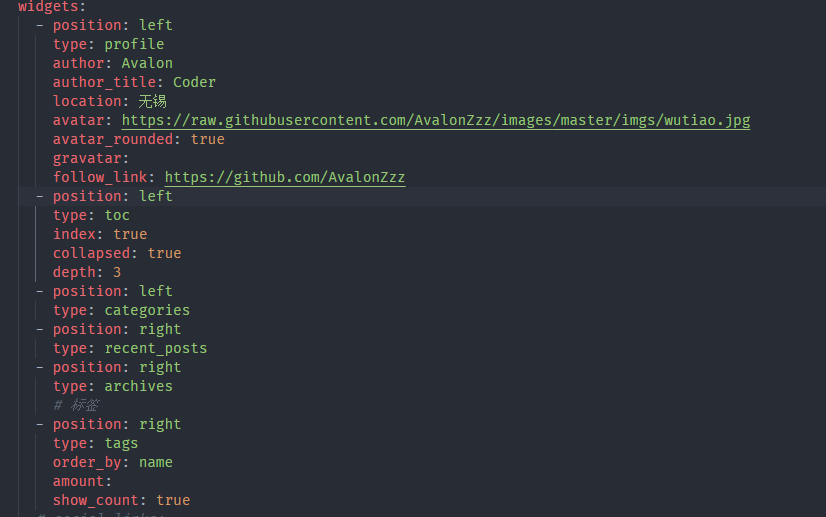 widgets:
- position: left
type: profile
author: Avalon
author_title: Coder
location: 无锡
avatar: https://raw.githubusercontent.com/AvalonZzz/images/master/imgs/wutiao.jpg
avatar_rounded: true
gravatar:
follow_link: https://github.com/AvalonZzz
- position: left
type: toc
index: true
collapsed: true
depth: 3
- position: left
type: categories
- position: right
type: recent_posts
- position: right
type: archives
# 标签
- position: right
type: tags
order_by: name
amount:
show_count: true